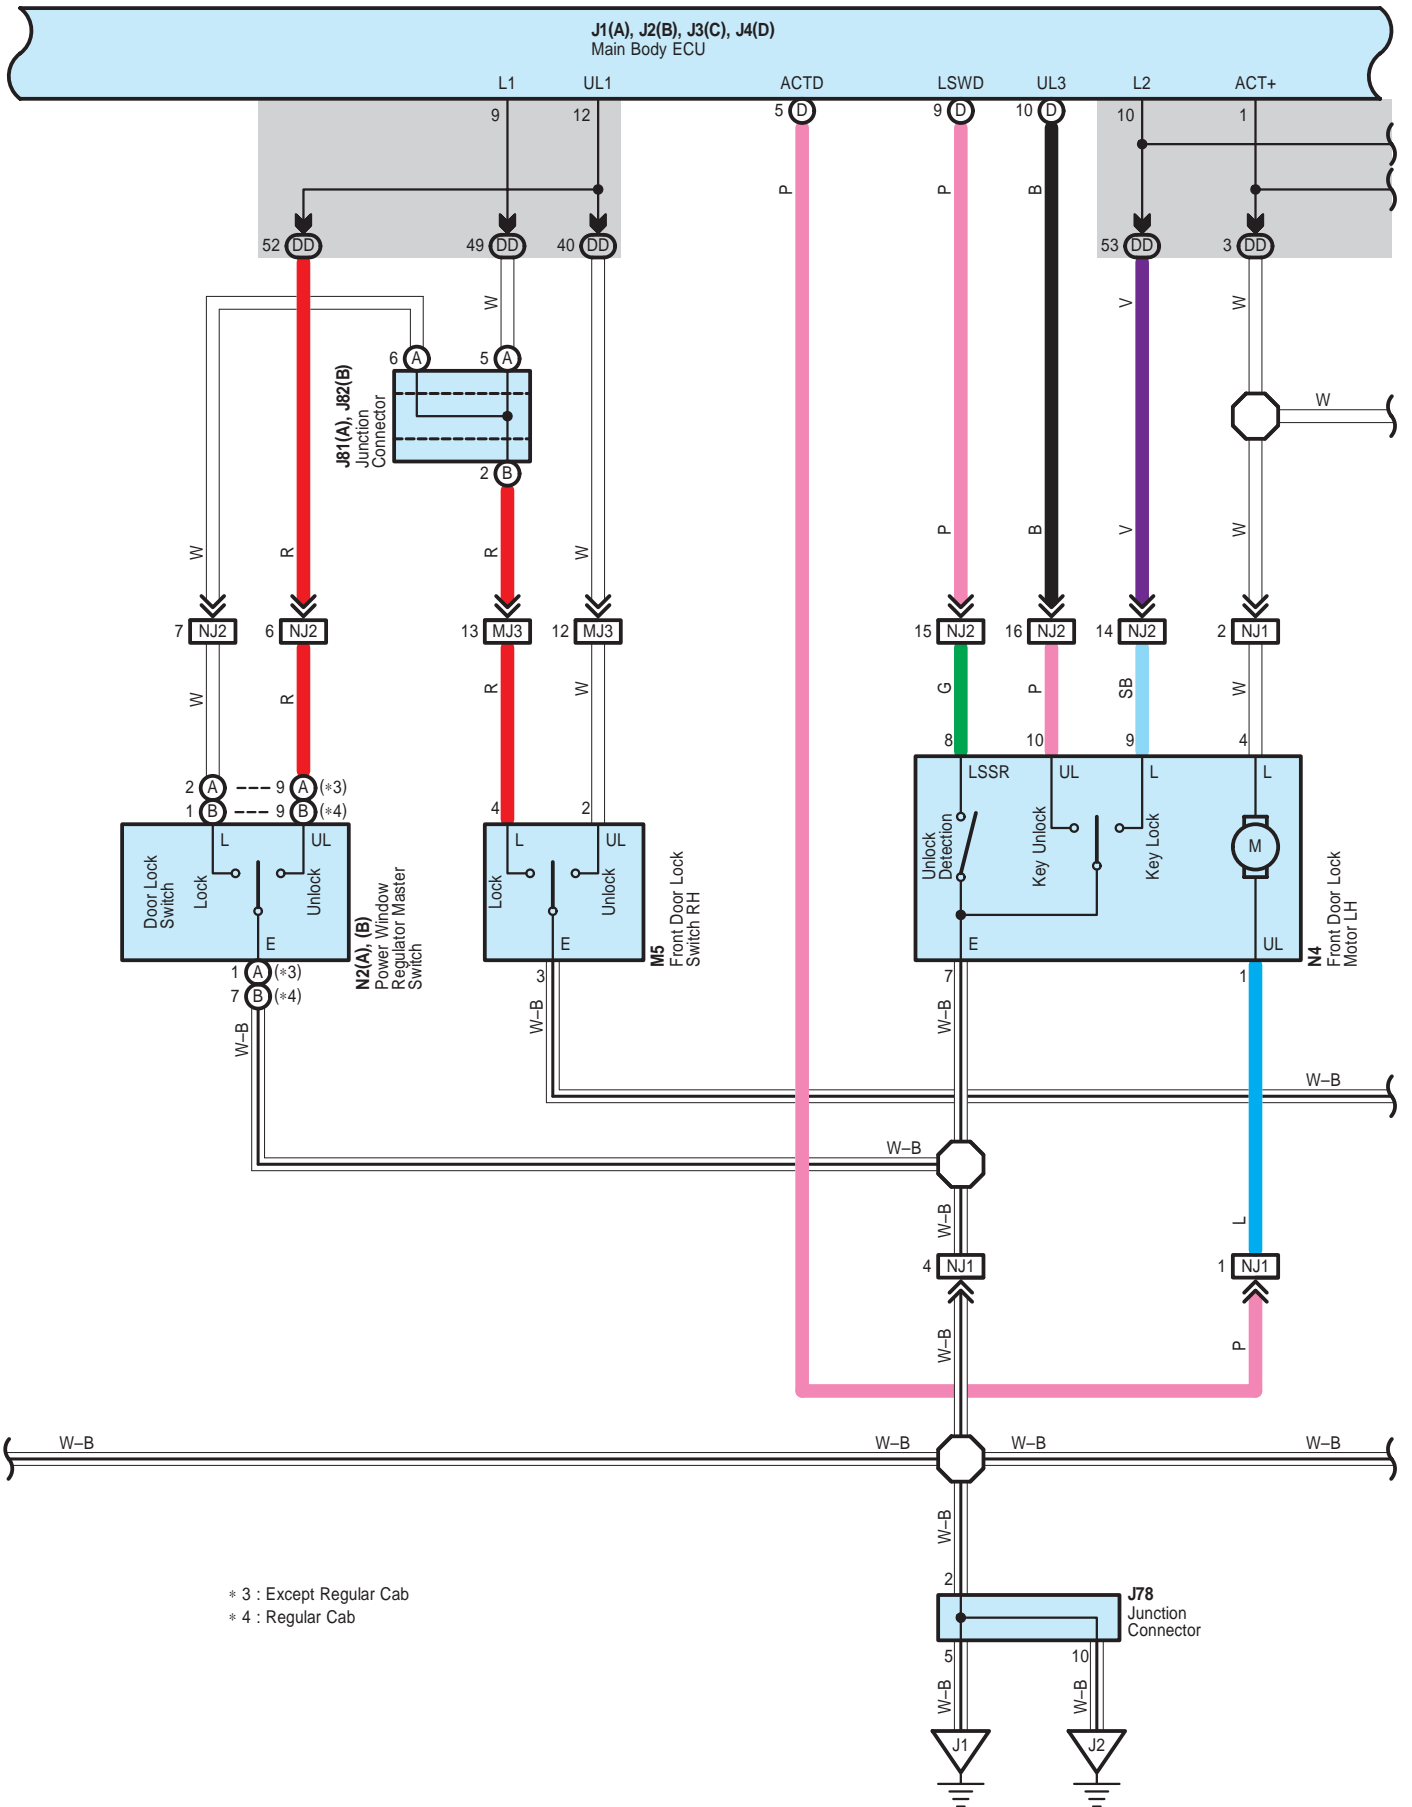 J1(A), J2(B), J3(C), J4(D)
Main Body ECU
L1 UL1 ACTD LSWD UL3 L2 ACT+
9 12 5 D 9 D 10 D 10 1
P P B
52 DD 49 DD 40 DD 53 DD 3 DD
W V W
6 A 5 A
J81(A), J82(B)
Junction
Connector
W
2 B
W R R W P B V W
7 NJ2 6 NJ2 13 MJ3 12 MJ3 15 NJ2 16 NJ2 14 NJ2 2 NJ1
W R R W G P SB W
8 10 9 4
2 A 9 A (∗3)
1 B 9 B (∗4)
4 2
LSSR UL L L
L UL L UL
Door Lock
Switch
Lock
Unlock
Lock
Unlock
Unlock
Detection
Key Unlock
Key Lock
M
E E E UL
N2(A), (B)
Power Window
Regulator Master
Switch
M5
Front Door Lock
Switch RH
N4
Front Door Lock
Motor LH
1 A (∗3)
7 B (∗4)
3 7 1
W–B W–B W–B
W–B
W–B
W–B L
4 NJ1 1 NJ1
W–B P
W–B W–B W–B W–B
W–B
2
∗ 3 : Except Regular Cab
∗ 4 : Regular Cab
J78
Junction
Connector
5 10
W–B W–B
J1 J2